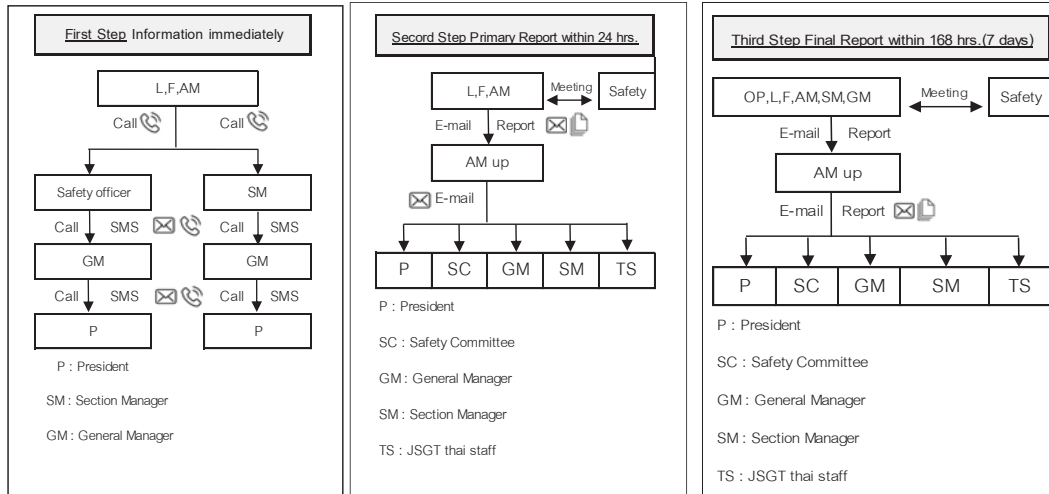 First Step Information immediately
L,F,AM
Call Call
Safety officer SM
Call SMS Call SMS
GM GM
Call SMS Call SMS
P P
P : President
SM : Section Manager
GM : General Manager
Second Step Primary Report within 24 hrs.
L,F,AM Meeting Safety
E-mail Report
AM up
E-mail
P SC GM SM TS
P : President
SC : Safety Committee
GM : General Manager
SM : Section Manager
TS : JSGT thai staff
Third Step Final Report within 168 hrs.(7 days)
OP,L,F,AM,SM,GM Meeting Safety
E-mail Report
AM up
E-mail Report
P SC GM SM TS
P : President
SC : Safety Committee
GM : General Manager
SM : Section Manager
TS : JSGT thai staff